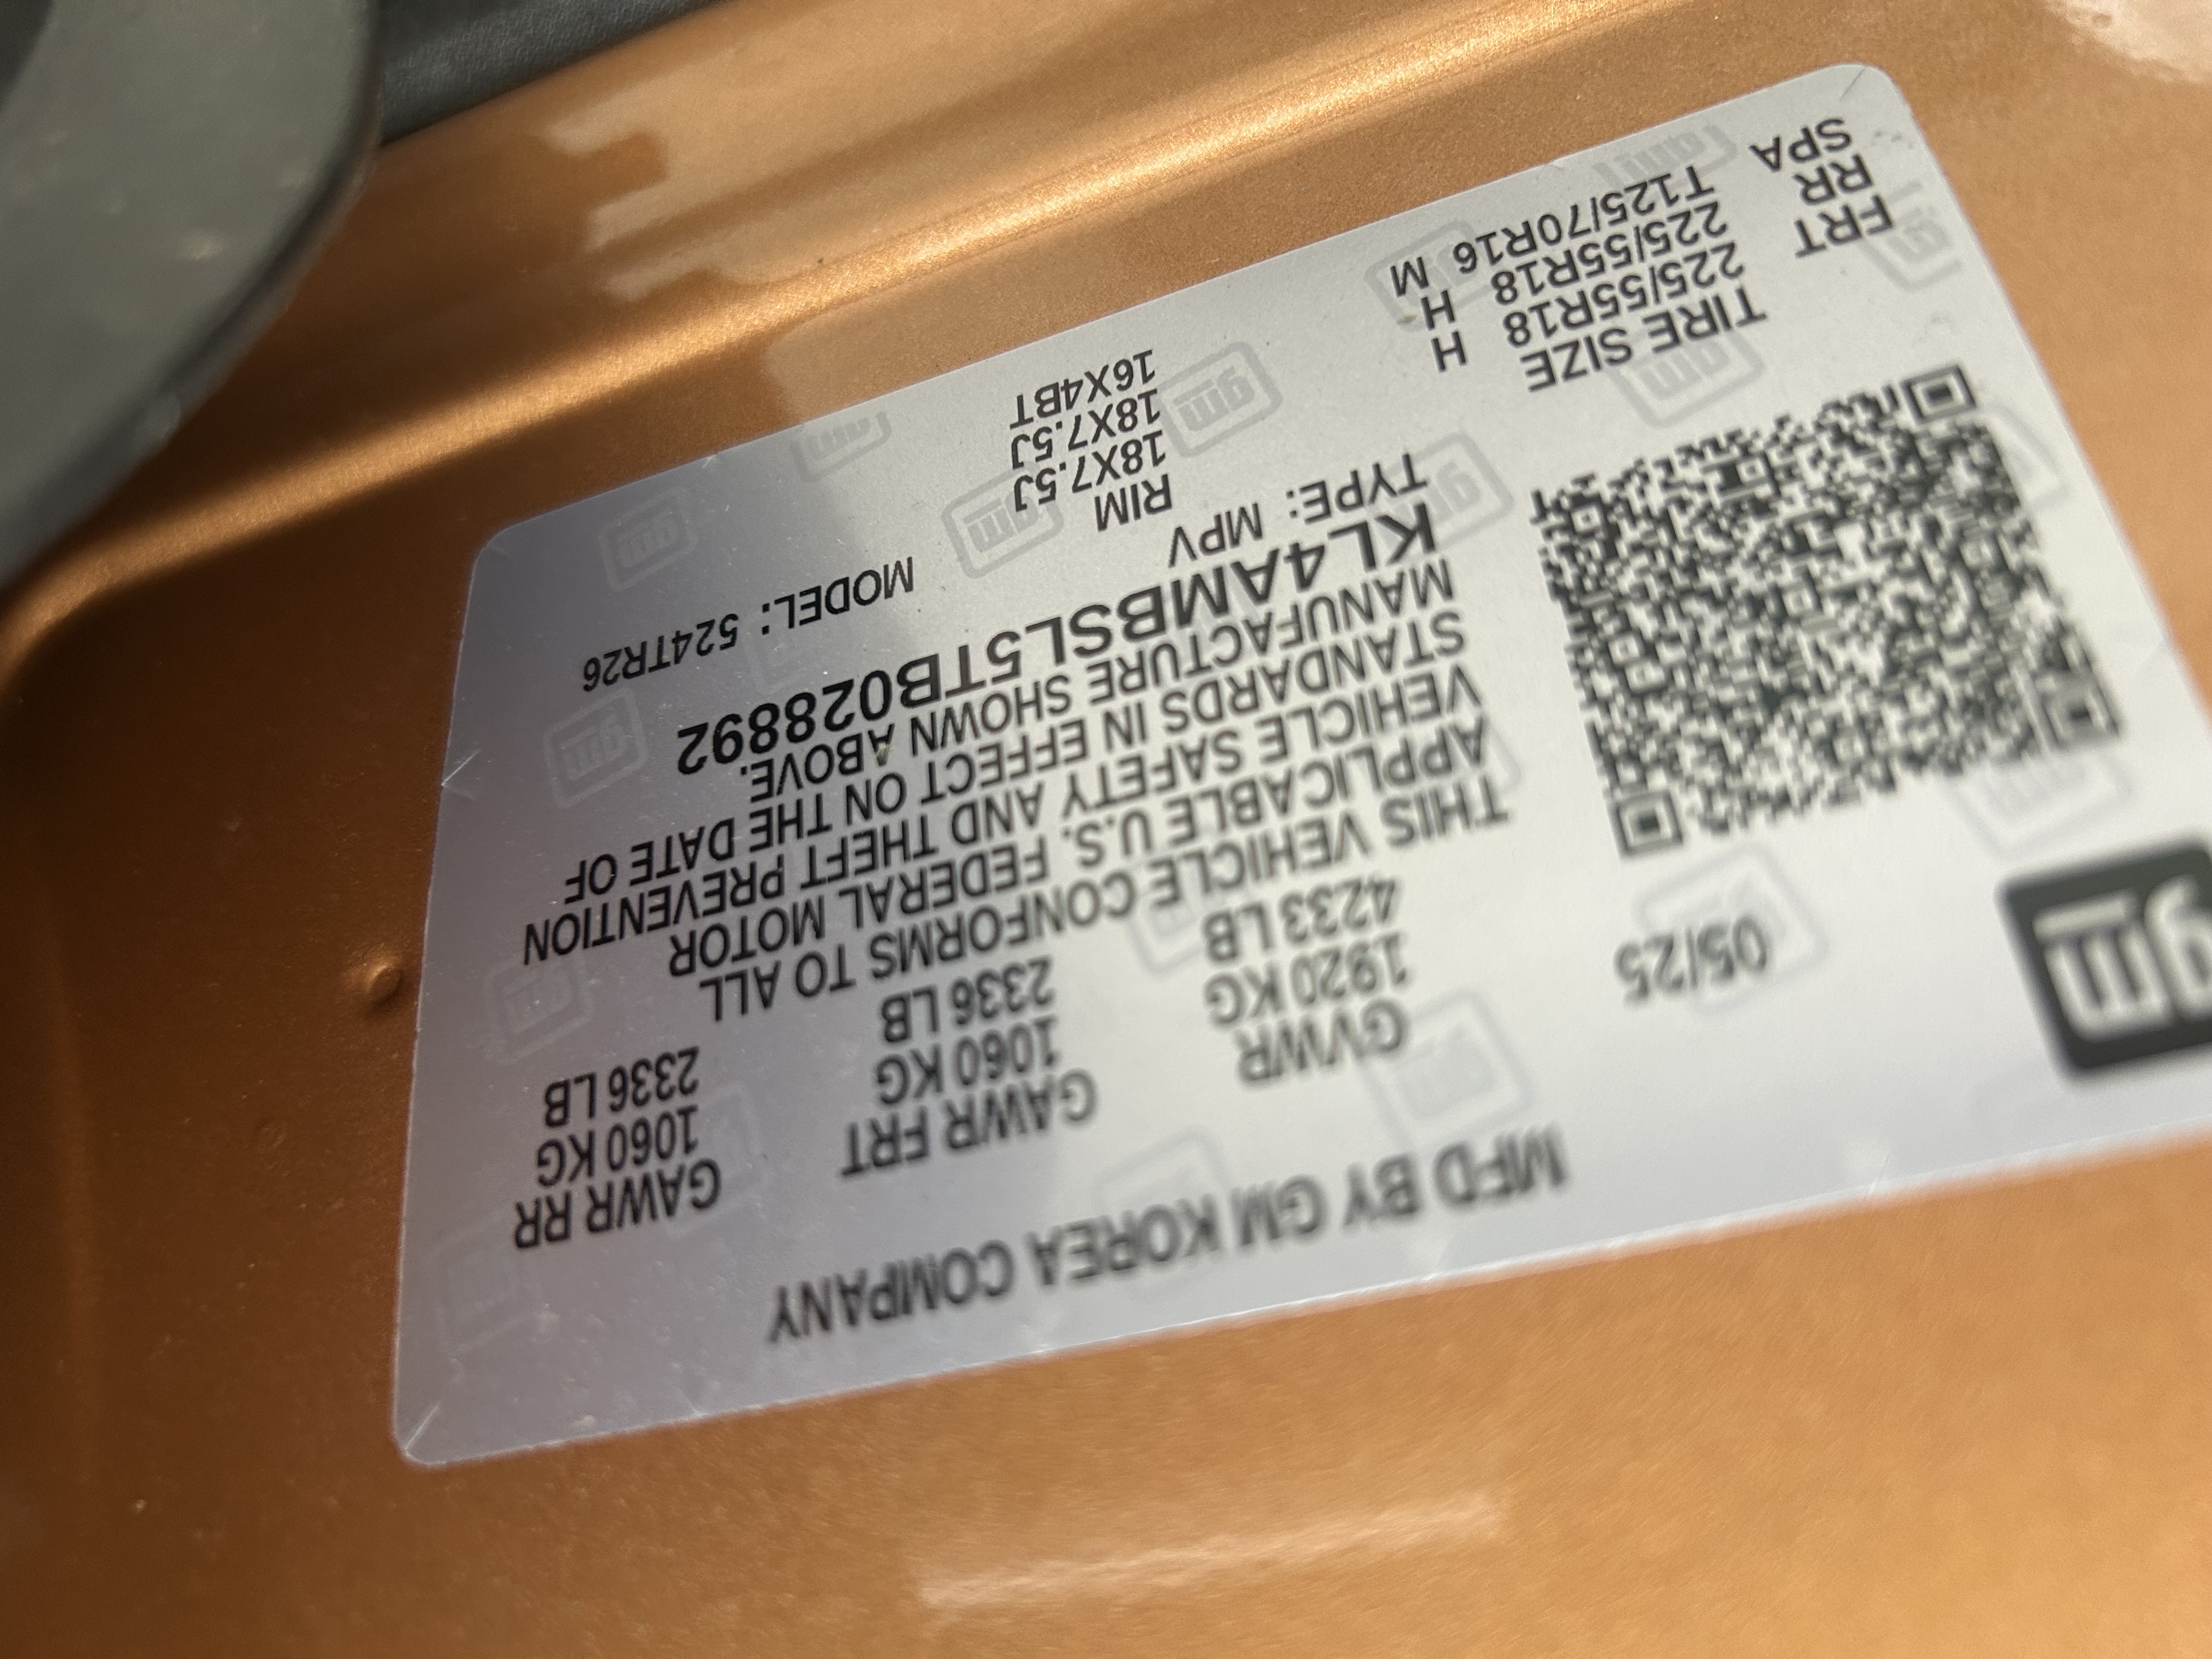 gm
MFD BY GM KOREA COMPANY
05/25
GVWR GAWR FRT GAWR RR
1920 KG 1060 KG 1060 KG
4233 LB 2336 LB 2336 LB
THIS VEHICLE CONFORMS TO ALL
APPLICABLE U.S. FEDERAL MOTOR
VEHICLE SAFETY AND THEFT PREVENTION
STANDARDS IN EFFECT ON THE DATE OF
MANUFACTURE SHOWN ABOVE.
KL4AMBSL5TB028892
TYPE: MPV MODEL: 524TR26
TIRE SIZE RIM
FRT 225/55R18 H 18X7.5J
RR 225/55R18 H 18X7.5J
SPA T125/70R16 M 16X4BT